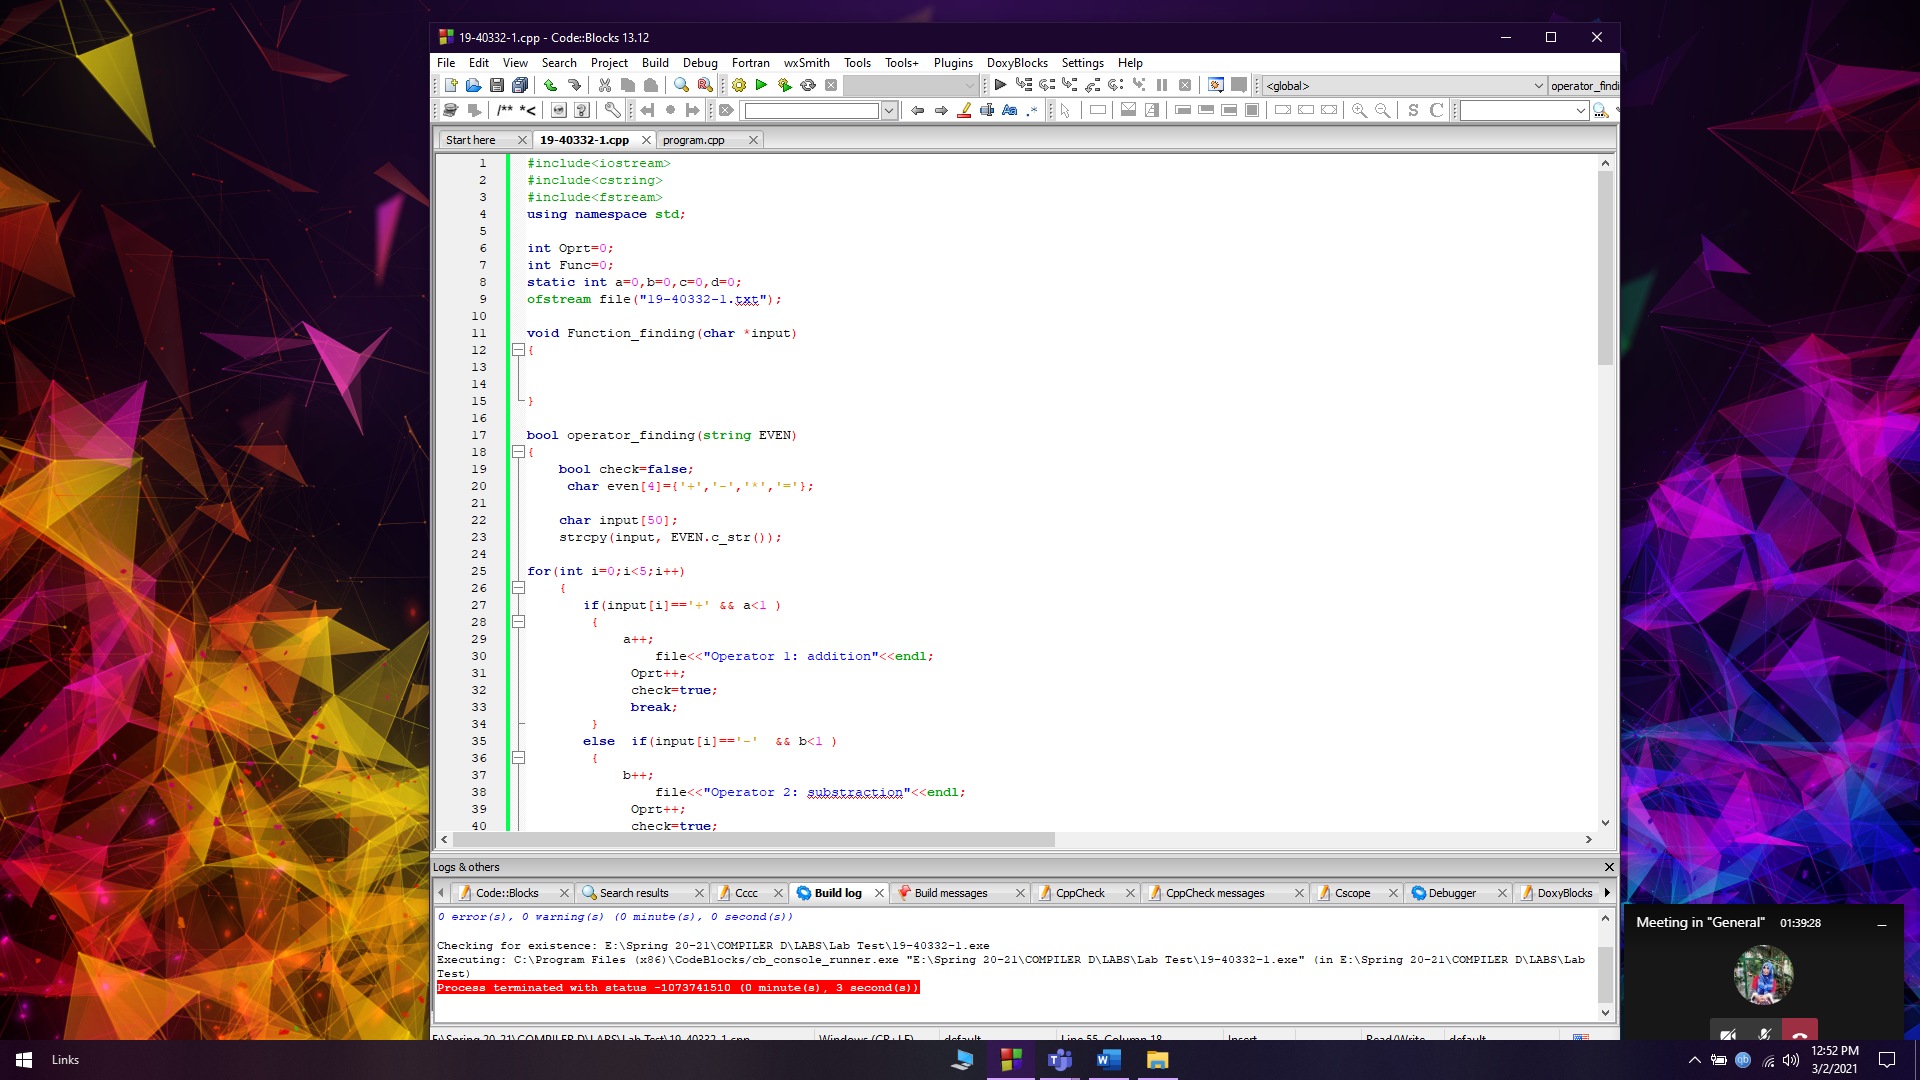 19-40332-1.cpp - Code::Blocks 13.12
File Edit View Search Project Build Debug Fortran wxSmith Tools Tools+ Plugins DoxyBlocks Settings Help
<global>
operator_findi
/** *<
Aa .*
S C
Start here 19-40332-1.cpp program.cpp
1 #include<iostream>
2 #include<cstring>
3 #include<fstream>
4 using namespace std;
5
6 int Oprt=0;
7 int Func=0;
8 static int a=0,b=0,c=0,d=0;
9 ofstream file("19-40332-1.txt");
10
11 void Function_finding(char *input)
12 {
13
14
15 }
16
17 bool operator_finding(string EVEN)
18 {
19 bool check=false;
20 char even[4]={'+','-','*','='};
21
22 char input[50];
23 strcpy(input, EVEN.c_str());
24
25 for(int i=0;i<5;i++)
26 {
27 if(input[i]=='+' && a<1 )
28 {
29 a++;
30 file<<"Operator 1: addition"<<endl;
31 Oprt++;
32 check=true;
33 break;
34 }
35 else if(input[i]=='-' && b<1 )
36 {
37 b++;
38 file<<"Operator 2: substraction"<<endl;
39 Oprt++;
40 check=true;
Logs & others
Code::Blocks Search results Cccc Build log Build messages CppCheck CppCheck messages Cscope Debugger DoxyBlocks
0 error(s), 0 warning(s) (0 minute(s), 0 second(s))
Checking for existence: E:\Spring 20-21\COMPILER D\LABS\Lab Test\19-40332-1.exe
Executing: C:\Program Files (x86)\CodeBlocks/cb_console_runner.exe "E:\Spring 20-21\COMPILER D\LABS\Lab Test\19-40332-1.exe" (in E:\Spring 20-21\COMPILER D\LABS\Lab
Test)
Process terminated with status -1073741510 (0 minute(s), 3 second(s))
E:\Spring 20-21\COMPILER D\LABS\Lab Test\19-40332-1.cpp Windows (CR+LF) default Line 55, Column 18 Insert Read/Write default
Meeting in "General" 01:39:28
Links
qb
12:52 PM
3/2/2021